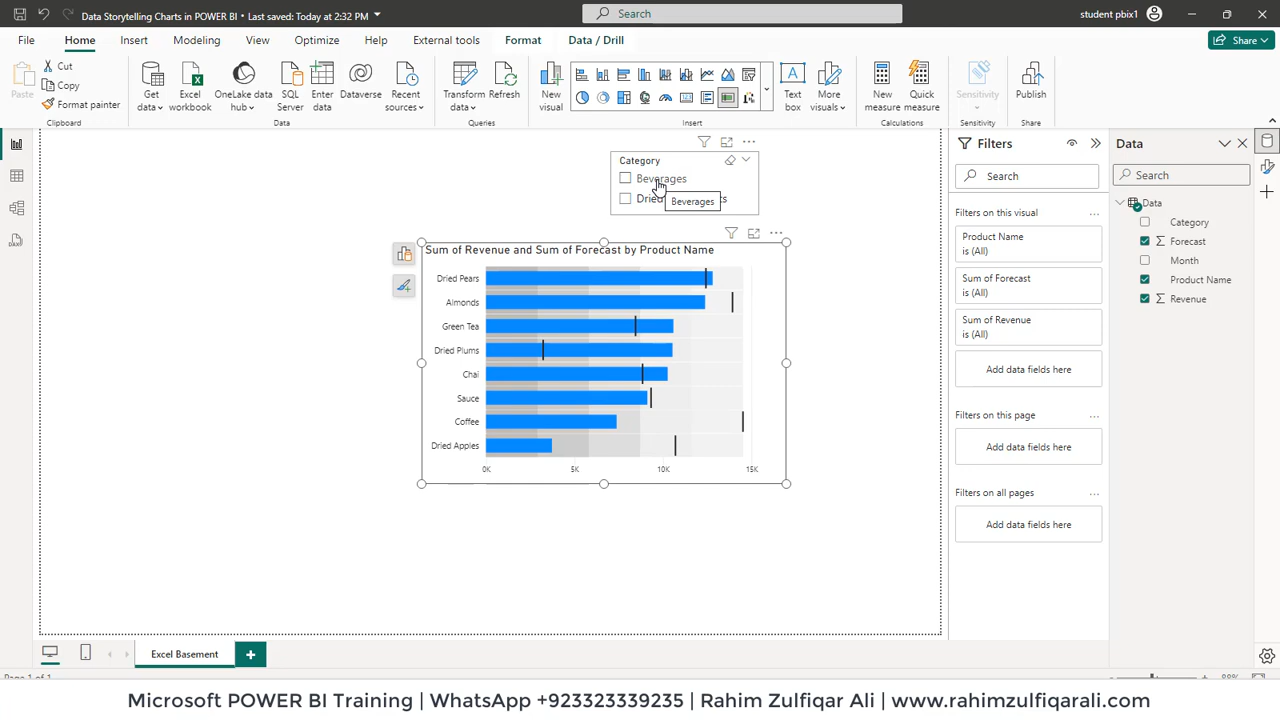 Data Storytelling Charts in POWER BI • Last saved: Today at 2:32 PM
Search
student pbix1
File
Home
Insert
Modeling
View
Optimize
Help
External tools
Format
Data / Drill
Share
Paste
Cut
Copy
Format painter
Clipboard
Get data
Excel workbook
OneLake data hub
SQL Server
Enter data
Dataverse
Recent sources
Data
Transform data
Refresh
Queries
New visual
Text box
More visuals
Insert
New measure
Quick measure
Calculations
Sensitivity
Sensitivity
Publish
Share
Category
Beverages
Dried
Beverages
Sum of Revenue and Sum of Forecast by Product Name
Dried Pears
Almonds
Green Tea
Dried Plums
Chai
Sauce
Coffee
Dried Apples
0K 5K 10K 15K
Filters
Search
Filters on this visual
Product Name
is (All)
Sum of Forecast
is (All)
Sum of Revenue
is (All)
Add data fields here
Filters on this page
Add data fields here
Filters on all pages
Add data fields here
Data
Search
Data
Category
Forecast
Month
Product Name
Revenue
Excel Basement
Page 1 of 1
Microsoft POWER BI Training | WhatsApp +923323339235 | Rahim Zulfiqar Ali | www.rahimzulfiqarali.com